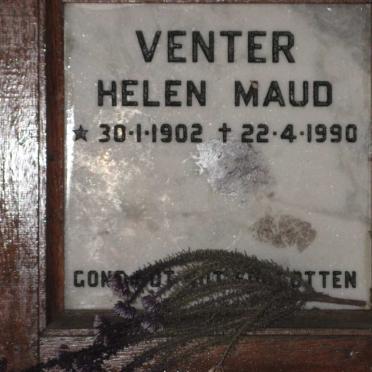 VENTER
HELEN MAUD
★ 30·1·1902 † 22·4·1990